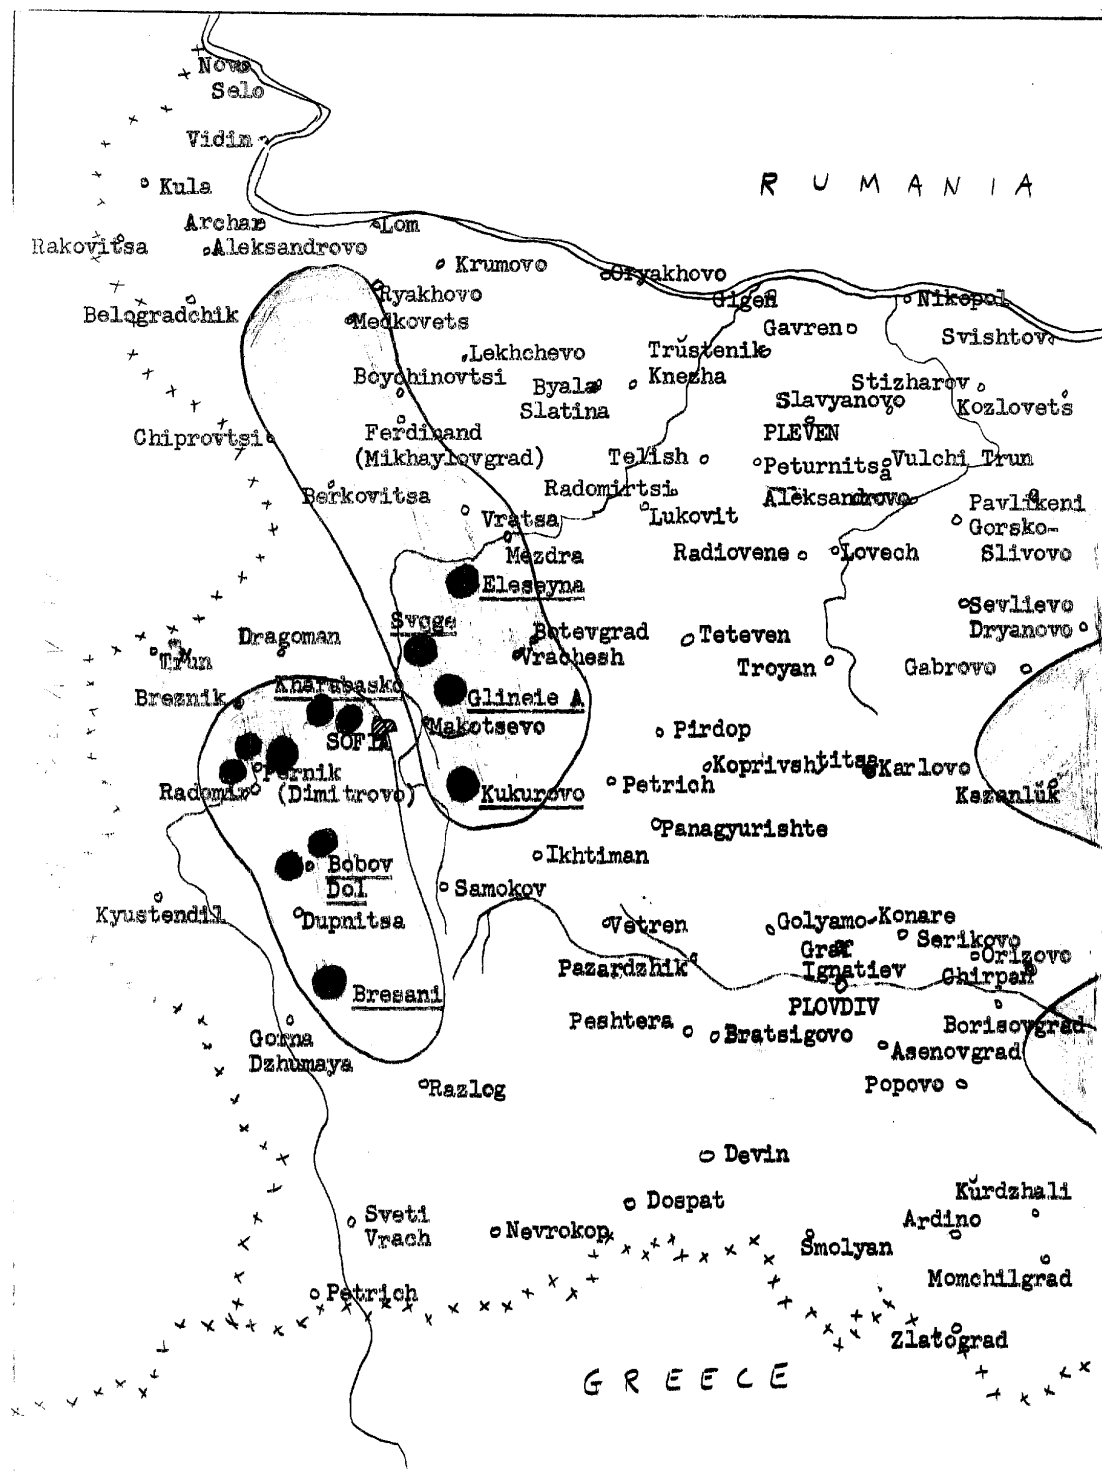 Novo
Selo
Vidin
RUMANIA
Kula
Archar
Lom
Rakovitsa
Aleksandrovo
Krumovo
Oryakhovo
Ryakhovo
Gigen
Nikopol
Belogradchik
Medkovets
Gavren
Svishtov
Lekhchevo
Trŭstenik
Boychinovtsi
Byala
Slatina
Knezha
Stizharov
Slavyanovo
Kozlovets
Chiprovtsi
Ferdinand
(Mikhaylovgrad)
PLEVEN
Telish
Peturnitsa
Vulchi Trun
Berkovitsa
Radomirtsi
Aleksandrovo
Pavlikeni
Vratsa
Lukovit
Gorsko-
Slivovo
Mezdra
Radiovene
Lovech
Eleseyna
Svoge
Sevlievo
Dragoman
Botevgrad
Teteven
Dryanovo
Trun
Vrachesh
Troyan
Gabrovo
Breznik
Kharabasko
Glineie A
SOFIA
Makotsevo
Pirdop
Pernik
(Dimitrovo)
Koprivshtitsa
Karlovo
Radomir
Kukurovo
Petrich
Kazanlŭk
Panagyurishte
Ikhtiman
Bobov
Dol
Samokov
Kyustendil
Dupnitsa
Vetren
Golyamo-Konare
Serikovo
Graf
Ignatiev
Orizovo
Pazardzhik
Chirpan
Bresani
PLOVDIV
Gorna
Dzhumaya
Peshtera
Bratsigovo
Borisovgrad
Asenovgrad
Razlog
Popovo
Devin
Dospat
Kŭrdzhali
Sveti
Vrach
Nevrokop
Ardino
Smolyan
Momchilgrad
Petrich
Zlatograd
GREECE